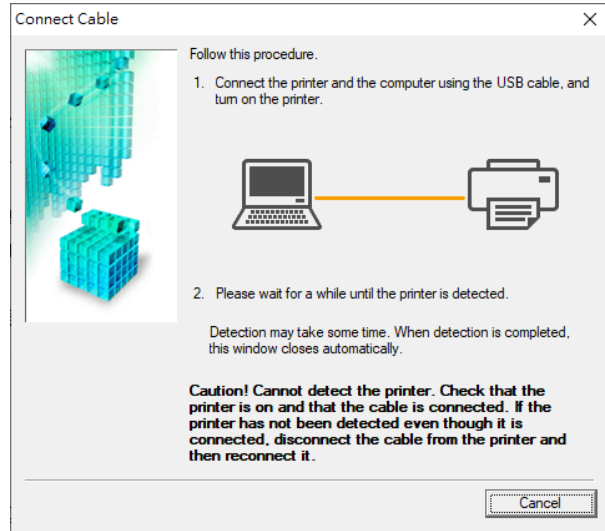 Connect Cable
Follow this procedure.
1. Connect the printer and the computer using the USB cable, and
turn on the printer.
2. Please wait for a while until the printer is detected.
Detection may take some time. When detection is completed,
this window closes automatically.
Caution! Cannot detect the printer. Check that the
printer is on and that the cable is connected. If the
printer has not been detected even though it is
connected, disconnect the cable from the printer and
then reconnect it.
Cancel